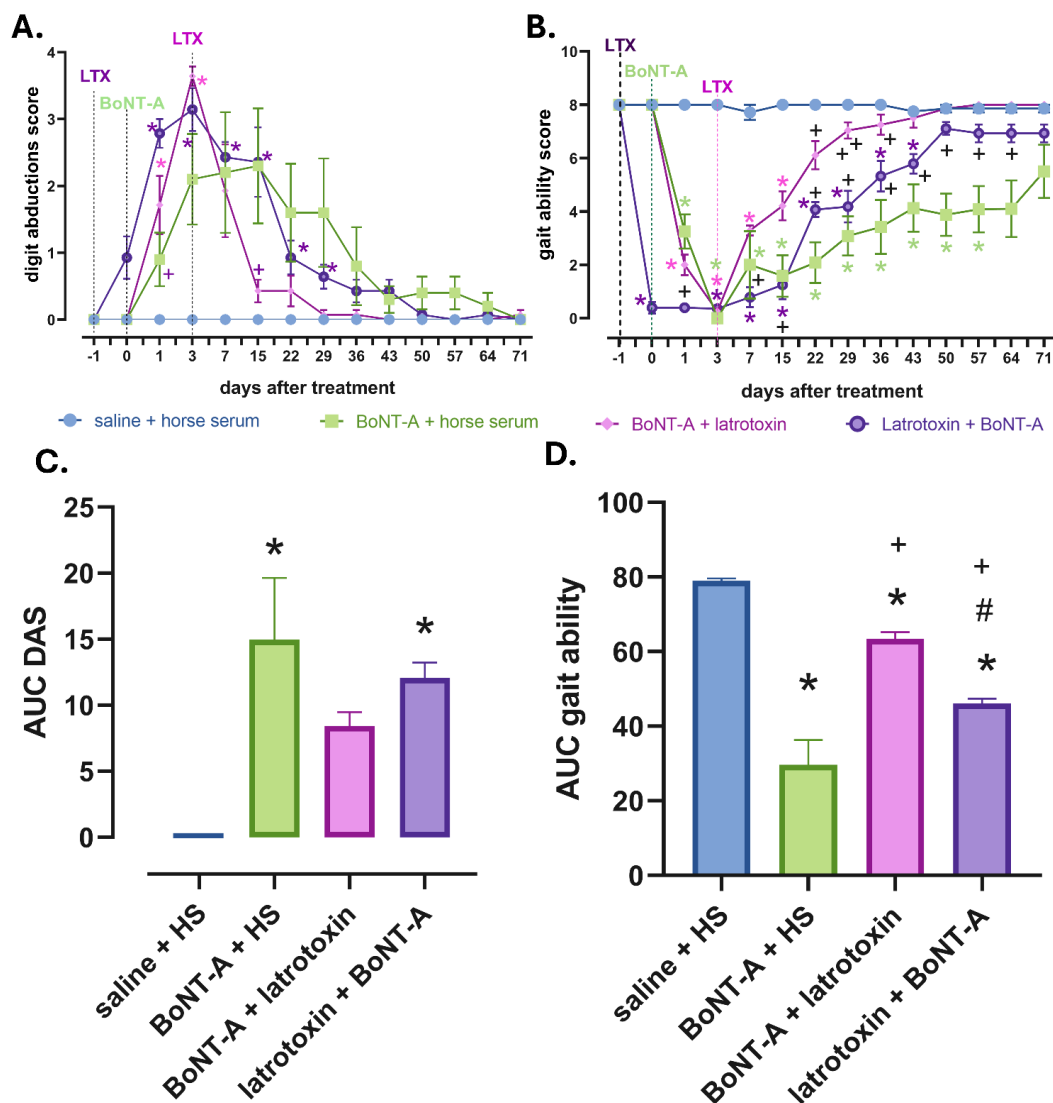 A.
LTX
LTX
BoNT-A
digit abductions score
4
3
2
1
0
* * * * * * * * * + +
-1 0 1 3 7 15 22 29 36 43 50 57 64 71
days after treatment
B.
LTX
BoNT-A
LTX
gait ability score
10
8
6
4
2
0
-1 0 1 3 7 15 22 29 36 43 50 57 64 71
days after treatment
saline + horse serum
BoNT-A + horse serum
BoNT-A + latrotoxin
Latrotoxin + BoNT-A
C.
AUC DAS
25
20
15
10
5
0
*
*
saline + HS
BoNT-A + HS
BoNT-A + latrotoxin
latrotoxin + BoNT-A
D.
AUC gait ability
100
80
60
40
20
0
*
+
*
+
#
*
saline + HS
BoNT-A + HS
BoNT-A + latrotoxin
latrotoxin + BoNT-A